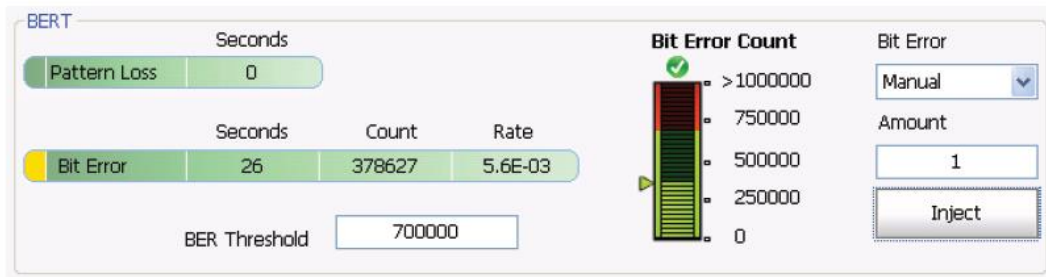 BERT
Seconds
Pattern Loss 0
Seconds Count Rate
Bit Error 26 378627 5.6E-03
BER Threshold 700000
Bit Error Count
>1000000
750000
500000
250000
0
Bit Error
Manual
Amount
1
Inject